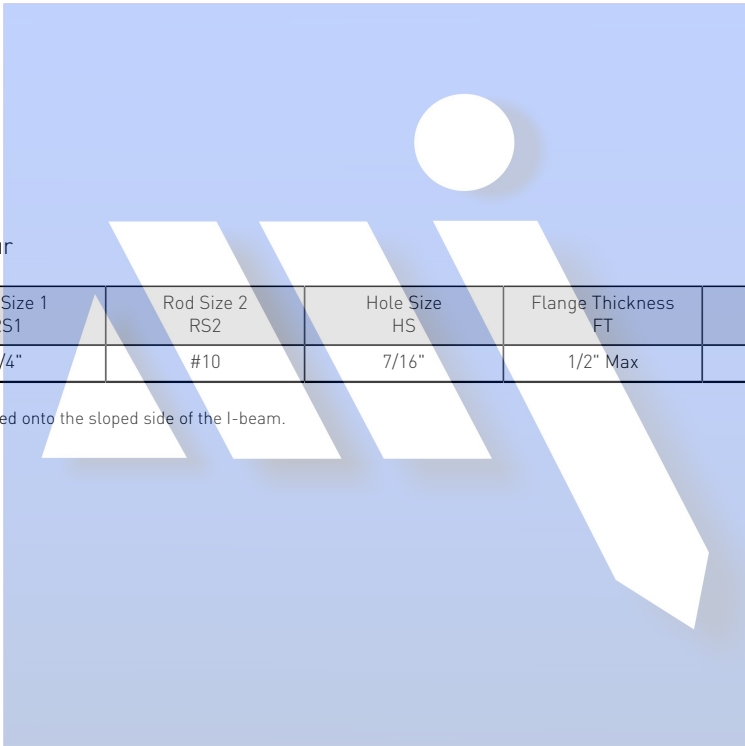 r
Size 1 Rod Size 2 Hole Size Flange Thickness
S1 RS2 HS FT
/4" #10 7/16" 1/2" Max
ed onto the sloped side of the I-beam.